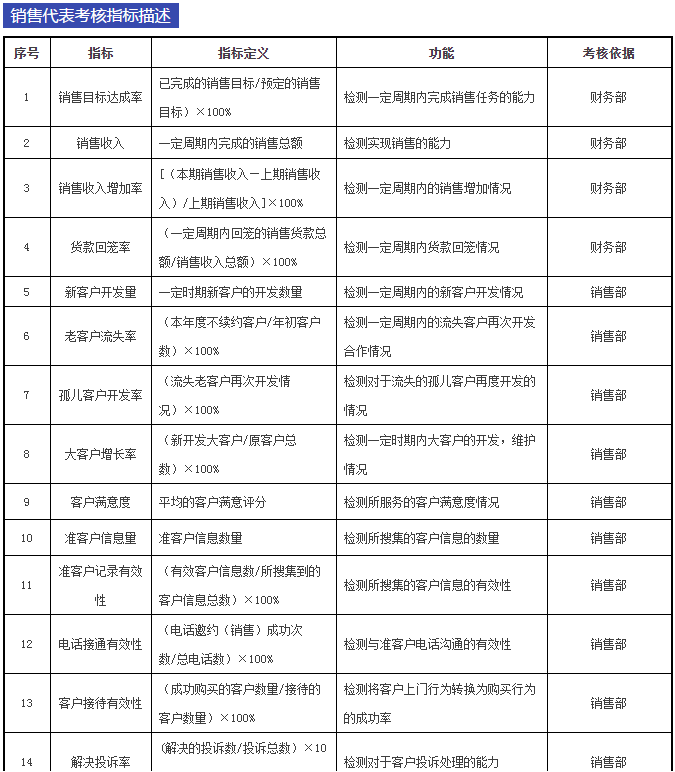 销售代表考核指标描述
序号 指标 指标定义 功能 考核依据
1 销售目标达成率 已完成的销售目标/预定的销售
目标）×100% 检测一定周期内完成销售任务的能力 财务部
2 销售收入 一定周期内完成的销售总额 检测实现销售的能力 财务部
3 销售收入增加率 [（本期销售收入－上期销售收
入）/上期销售收入]×100% 检测一定周期内的销售增加情况 财务部
4 货款回笼率 （一定周期内回笼的销售货款总
额/销售收入总额）×100% 检测一定周期内货款回笼情况 财务部
5 新客户开发量 一定时期新客户的开发数量 检测一定周期内的新客户开发情况 销售部
6 老客户流失率 （本年度不续约客户/年初客户
数）×100% 检测一定周期内的流失客户再次开发
合作情况 销售部
7 孤儿客户开发率 （流失老客户再次开发情
况）×100% 检测对于流失的孤儿客户再度开发的
情况 销售部
8 大客户增长率 （新开发大客户/原客户总
数）×100% 检测一定时期内大客户的开发，维护
情况 销售部
9 客户满意度 平均的客户满意评分 检测所服务的客户满意度情况 销售部
10 准客户信息量 准客户信息数量 检测所搜集的客户信息的数量 销售部
11 准客户记录有效
性 （有效客户信息数/所搜集到的
客户信息总数）×100% 检测所搜集的客户信息的有效性 销售部
12 电话接通有效性 （电话邀约（销售）成功次
数/总电话数）×100% 检测与准客户电话沟通的有效性 销售部
13 客户接待有效性 （成功购买的客户数量/接待的
客户数量）×100% 检测将客户上门行为转换为购买行为
的成功率 销售部
14 解决投诉率 (解决的投诉数/投诉总数）×10
检测对于客户投诉处理的能力 销售部